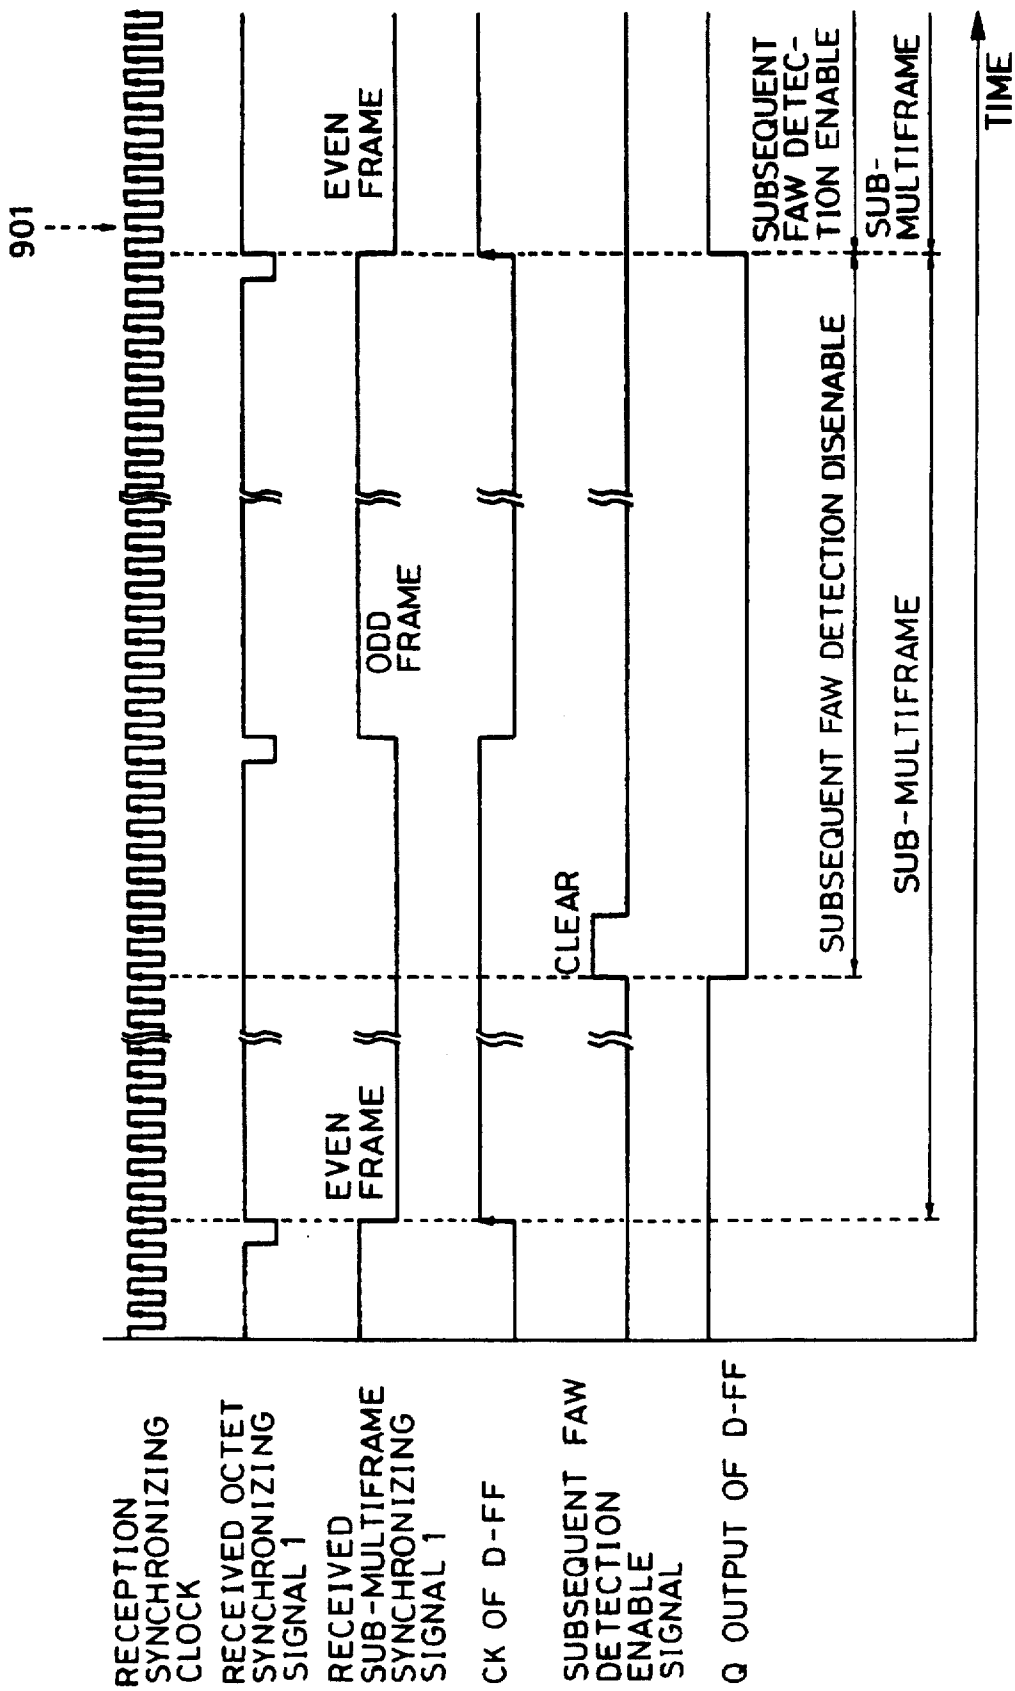 901
RECEPTION
SYNCHRONIZING
CLOCK
RECEIVED OCTET
SYNCHRONIZING
SIGNAL 1
RECEIVED
SUB-MULTIFRAME
SYNCHRONIZING
SIGNAL 1
EVEN
FRAME
ODD
FRAME
EVEN
FRAME
CK OF D-FF
SUBSEQUENT FAW
DETECTION
ENABLE
SIGNAL
CLEAR
Q OUTPUT OF D-FF
SUBSEQUENT FAW DETECTION DISENABLE
SUBSEQUENT
FAW DETEC-
TION ENABLE
SUB-MULTIFRAME
SUB-
MULTIFRAME
TIME